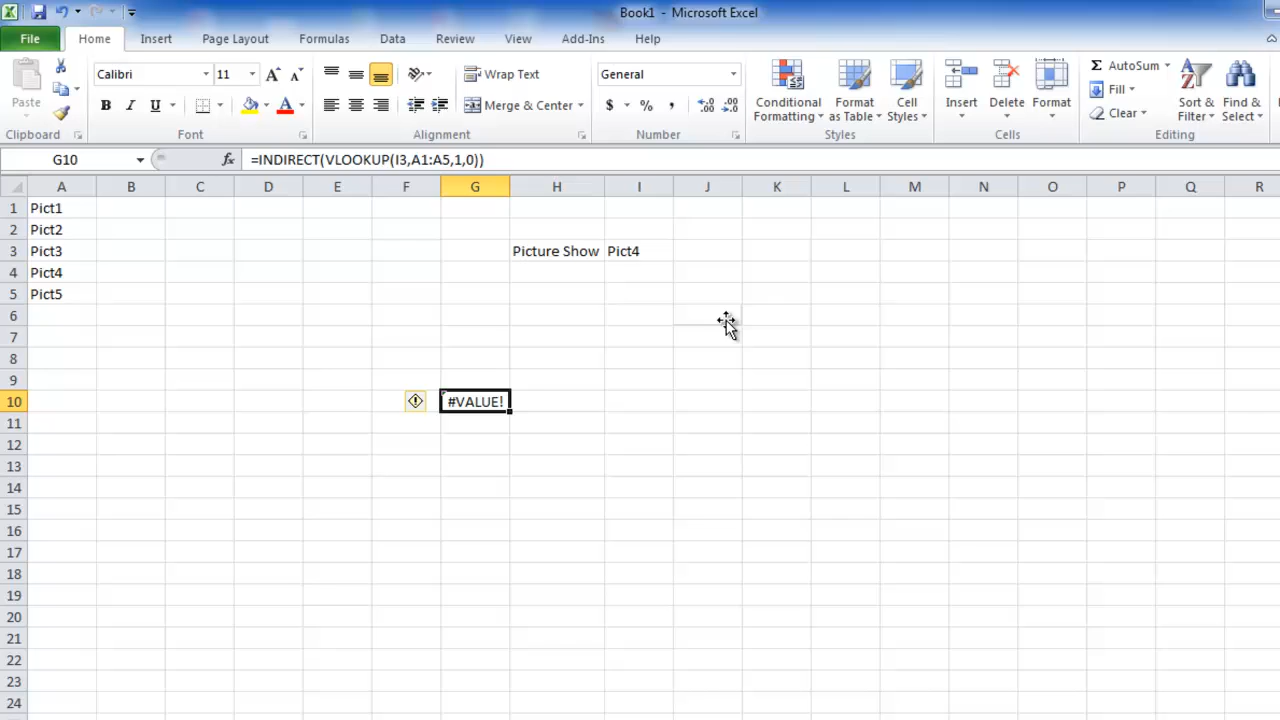 Book1 - Microsoft Excel
File Home Insert Page Layout Formulas Data Review View Add-Ins Help
Paste
Calibri 11 A A
Wrap Text
General
B I U A
Merge & Center
$ % ,
Conditional Formatting
Format as Table
Cell Styles
Insert Delete Format
Σ AutoSum
Fill
Clear
Sort & Filter
Find & Select
Clipboard Font Alignment Number Styles Cells Editing
G10 fx =INDIRECT(VLOOKUP(I3,A1:A5,1,0))
A B C D E F G H I J K L M N O P Q R
1 Pict1
2 Pict2
3 Pict3 Picture Show Pict4
4 Pict4
5 Pict5
6
7
8
9
10 #VALUE!
11
12
13
14
15
16
17
18
19
20
21
22
23
24